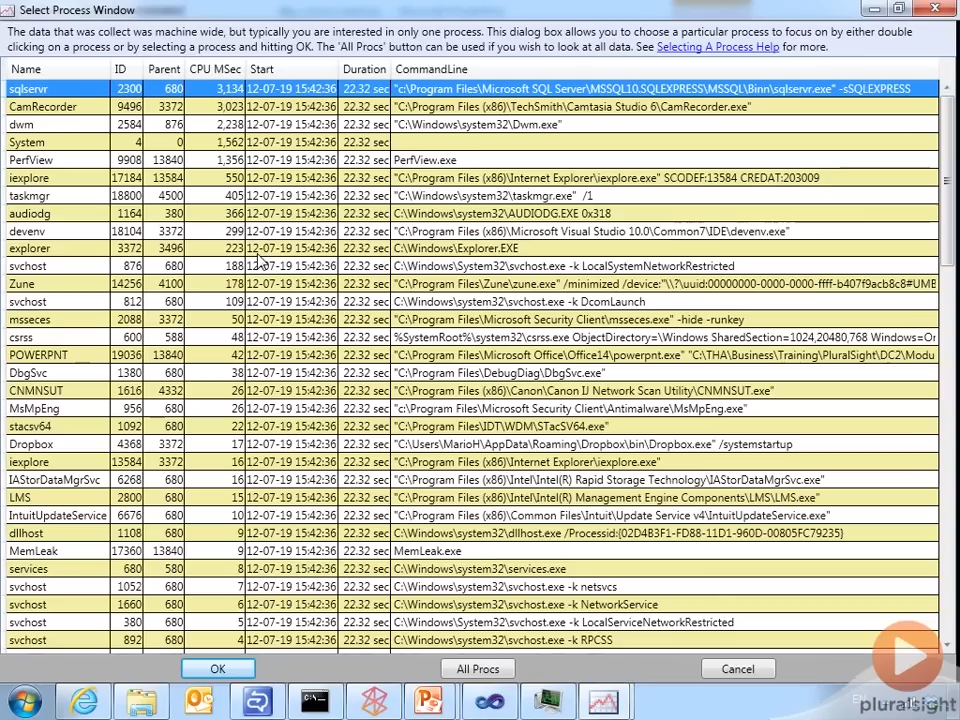 Select Process Window
The data that was collect was machine wide, but typically you are interested in only one process. This dialog box allows you to choose a particular process to focus on by either double
clicking on a process or by selecting a process and hitting OK. The 'All Procs' button can be used if you wish to look at all data. See Selecting A Process Help for more.
Name ID Parent CPU MSec Start Duration CommandLine
sqlservr 2300 680 3,134 12-07-19 15:42:36 22.32 sec "c:\Program Files\Microsoft SQL Server\MSSQL10.SQLEXPRESS\MSSQL\Binn\sqlservr.exe" -sSQLEXPRESS
CamRecorder 9496 3372 3,023 12-07-19 15:42:36 22.32 sec "C:\Program Files (x86)\TechSmith\Camtasia Studio 6\CamRecorder.exe"
dwm 2584 876 2,238 12-07-19 15:42:36 22.32 sec "C:\Windows\system32\Dwm.exe"
System 4 0 1,562 12-07-19 15:42:36 22.32 sec
PerfView 9908 13840 1,356 12-07-19 15:42:36 22.32 sec PerfView.exe
iexplore 17184 13584 550 12-07-19 15:42:36 22.32 sec "C:\Program Files (x86)\Internet Explorer\iexplore.exe" SCODEF:13584 CREDAT:203009
taskmgr 18800 4500 405 12-07-19 15:42:36 22.32 sec "C:\Windows\system32\taskmgr.exe" /1
audiodg 1164 380 366 12-07-19 15:42:36 22.32 sec C:\Windows\system32\AUDIODG.EXE 0x318
devenv 18104 3372 299 12-07-19 15:42:36 22.32 sec "C:\Program Files (x86)\Microsoft Visual Studio 10.0\Common7\IDE\devenv.exe"
explorer 3372 3496 223 12-07-19 15:42:36 22.32 sec C:\Windows\Explorer.EXE
svchost 876 680 188 12-07-19 15:42:36 22.32 sec C:\Windows\System32\svchost.exe -k LocalSystemNetworkRestricted
Zune 14256 4100 178 12-07-19 15:42:36 22.32 sec "C:\Program Files\Zune\zune.exe" /minimized /device:"\\?\uuid:00000000-0000-0000-ffff-b407f9acb8c8#UMB
svchost 812 680 109 12-07-19 15:42:36 22.32 sec C:\Windows\system32\svchost.exe -k DcomLaunch
msseces 2088 3372 50 12-07-19 15:42:36 22.32 sec "C:\Program Files\Microsoft Security Client\msseces.exe" -hide -runkey
csrss 600 588 48 12-07-19 15:42:36 22.32 sec %SystemRoot%\system32\csrss.exe ObjectDirectory=\Windows SharedSection=1024,20480,768 Windows=On
POWERPNT 19036 13840 42 12-07-19 15:42:36 22.32 sec "C:\Program Files\Microsoft Office\Office14\powerpnt.exe" "C:\THA\Business\Training\PluralSight\DC2\Modu
DbgSvc 1380 680 38 12-07-19 15:42:36 22.32 sec "C:\Program Files\DebugDiag\DbgSvc.exe"
CNMNSUT 1616 4332 26 12-07-19 15:42:36 22.32 sec "C:\Program Files (x86)\Canon\Canon IJ Network Scan Utility\CNMNSUT.exe"
MsMpEng 956 680 26 12-07-19 15:42:36 22.32 sec "c:\Program Files\Microsoft Security Client\Antimalware\MsMpEng.exe"
stacsv64 1092 680 22 12-07-19 15:42:36 22.32 sec "C:\Program Files\IDT\WDM\STacSV64.exe"
Dropbox 4368 3372 17 12-07-19 15:42:36 22.32 sec "C:\Users\MarioH\AppData\Roaming\Dropbox\bin\Dropbox.exe" /systemstartup
iexplore 13584 3372 16 12-07-19 15:42:36 22.32 sec "C:\Program Files (x86)\Internet Explorer\iexplore.exe"
IAStorDataMgrSvc 6268 680 16 12-07-19 15:42:36 22.32 sec "C:\Program Files (x86)\Intel\Intel(R) Rapid Storage Technology\IAStorDataMgrSvc.exe"
LMS 2800 680 15 12-07-19 15:42:36 22.32 sec "C:\Program Files (x86)\Intel\Intel(R) Management Engine Components\LMS\LMS.exe"
IntuitUpdateService 6676 680 10 12-07-19 15:42:36 22.32 sec "C:\Program Files (x86)\Common Files\Intuit\Update Service v4\IntuitUpdateService.exe"
dllhost 1108 680 9 12-07-19 15:42:36 22.32 sec C:\Windows\system32\dllhost.exe /Processid:{02D4B3F1-FD88-11D1-960D-00805FC79235}
MemLeak 17360 13840 9 12-07-19 15:42:36 22.32 sec MemLeak.exe
services 680 580 8 12-07-19 15:42:36 22.32 sec C:\Windows\system32\services.exe
svchost 1052 680 7 12-07-19 15:42:36 22.32 sec C:\Windows\system32\svchost.exe -k netsvcs
svchost 1660 680 6 12-07-19 15:42:36 22.32 sec C:\Windows\system32\svchost.exe -k NetworkService
svchost 380 680 5 12-07-19 15:42:36 22.32 sec C:\Windows\System32\svchost.exe -k LocalServiceNetworkRestricted
svchost 892 680 4 12-07-19 15:42:36 22.32 sec C:\Windows\system32\svchost.exe -k RPCSS
OK All Procs Cancel
EN
pluralsight